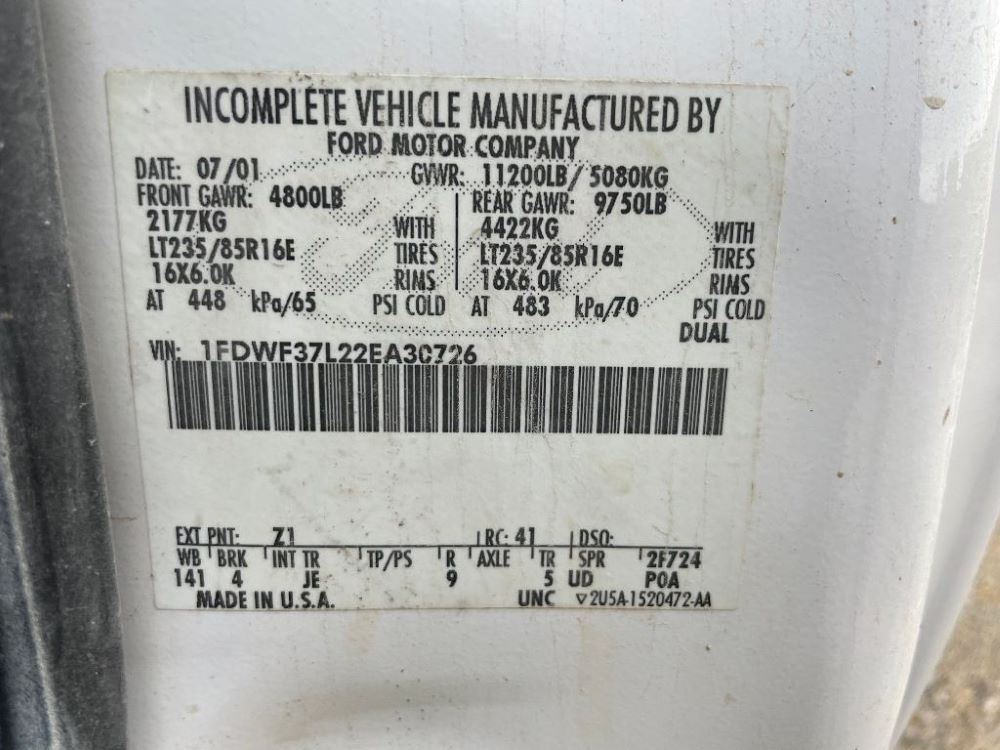 INCOMPLETE VEHICLE MANUFACTURED BY
FORD MOTOR COMPANY
DATE: 07/01 GVWR: 11200LB/ 5080KG
FRONT GAWR: 4800LB REAR GAWR: 9750LB
2177KG WITH 4422KG WITH
LT235/85R16E TIRES LT235/85R16E TIRES
16X6.0K RIMS 16X6.0K RIMS
AT 448 kPa/65 PSI COLD AT 483 kPa/70 PSI COLD
DUAL
VIN: 1FDWF37L22EA30726
EXT PNT: Z1 RC: 41 DSO:
WB BRK INT TR TP/PS R AXLE TR SPR 2F724
141 4 JE 9 5 UD P0A
MADE IN U.S.A. UNC ▽2U5A-1520472-AA